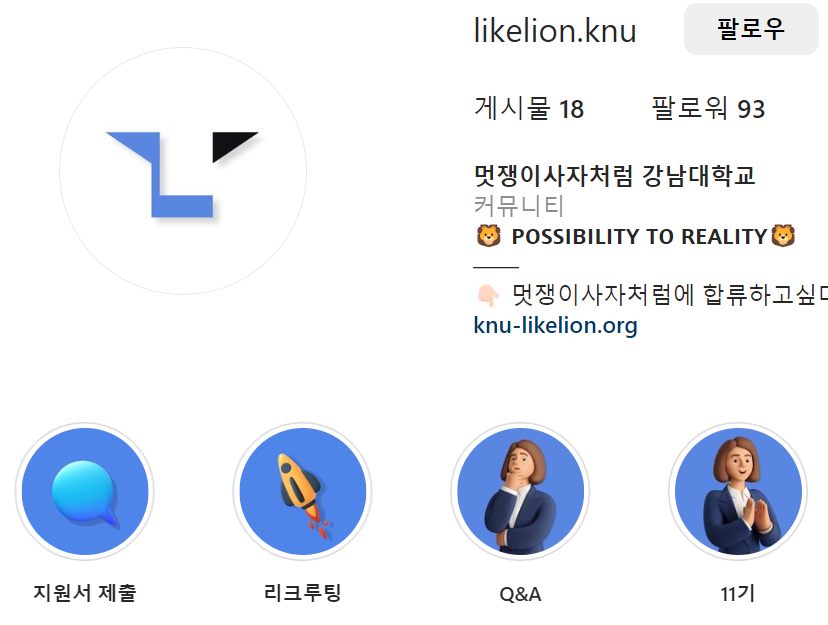 likelion.knu 팔로우
게시물 18 팔로워 93
멋쟁이사자처럼 강남대학교
커뮤니티
POSSIBILITY TO REALITY
멋쟁이사자처럼에 합류하고싶
knu-likelion.org
지원서 제출 리크루팅 Q&A 11기